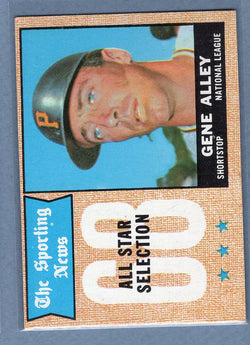 The Sporting
News
68
ALL STAR
SELECTION
P
GENE ALLEY
SHORTSTOP
NATIONAL LEAGUE